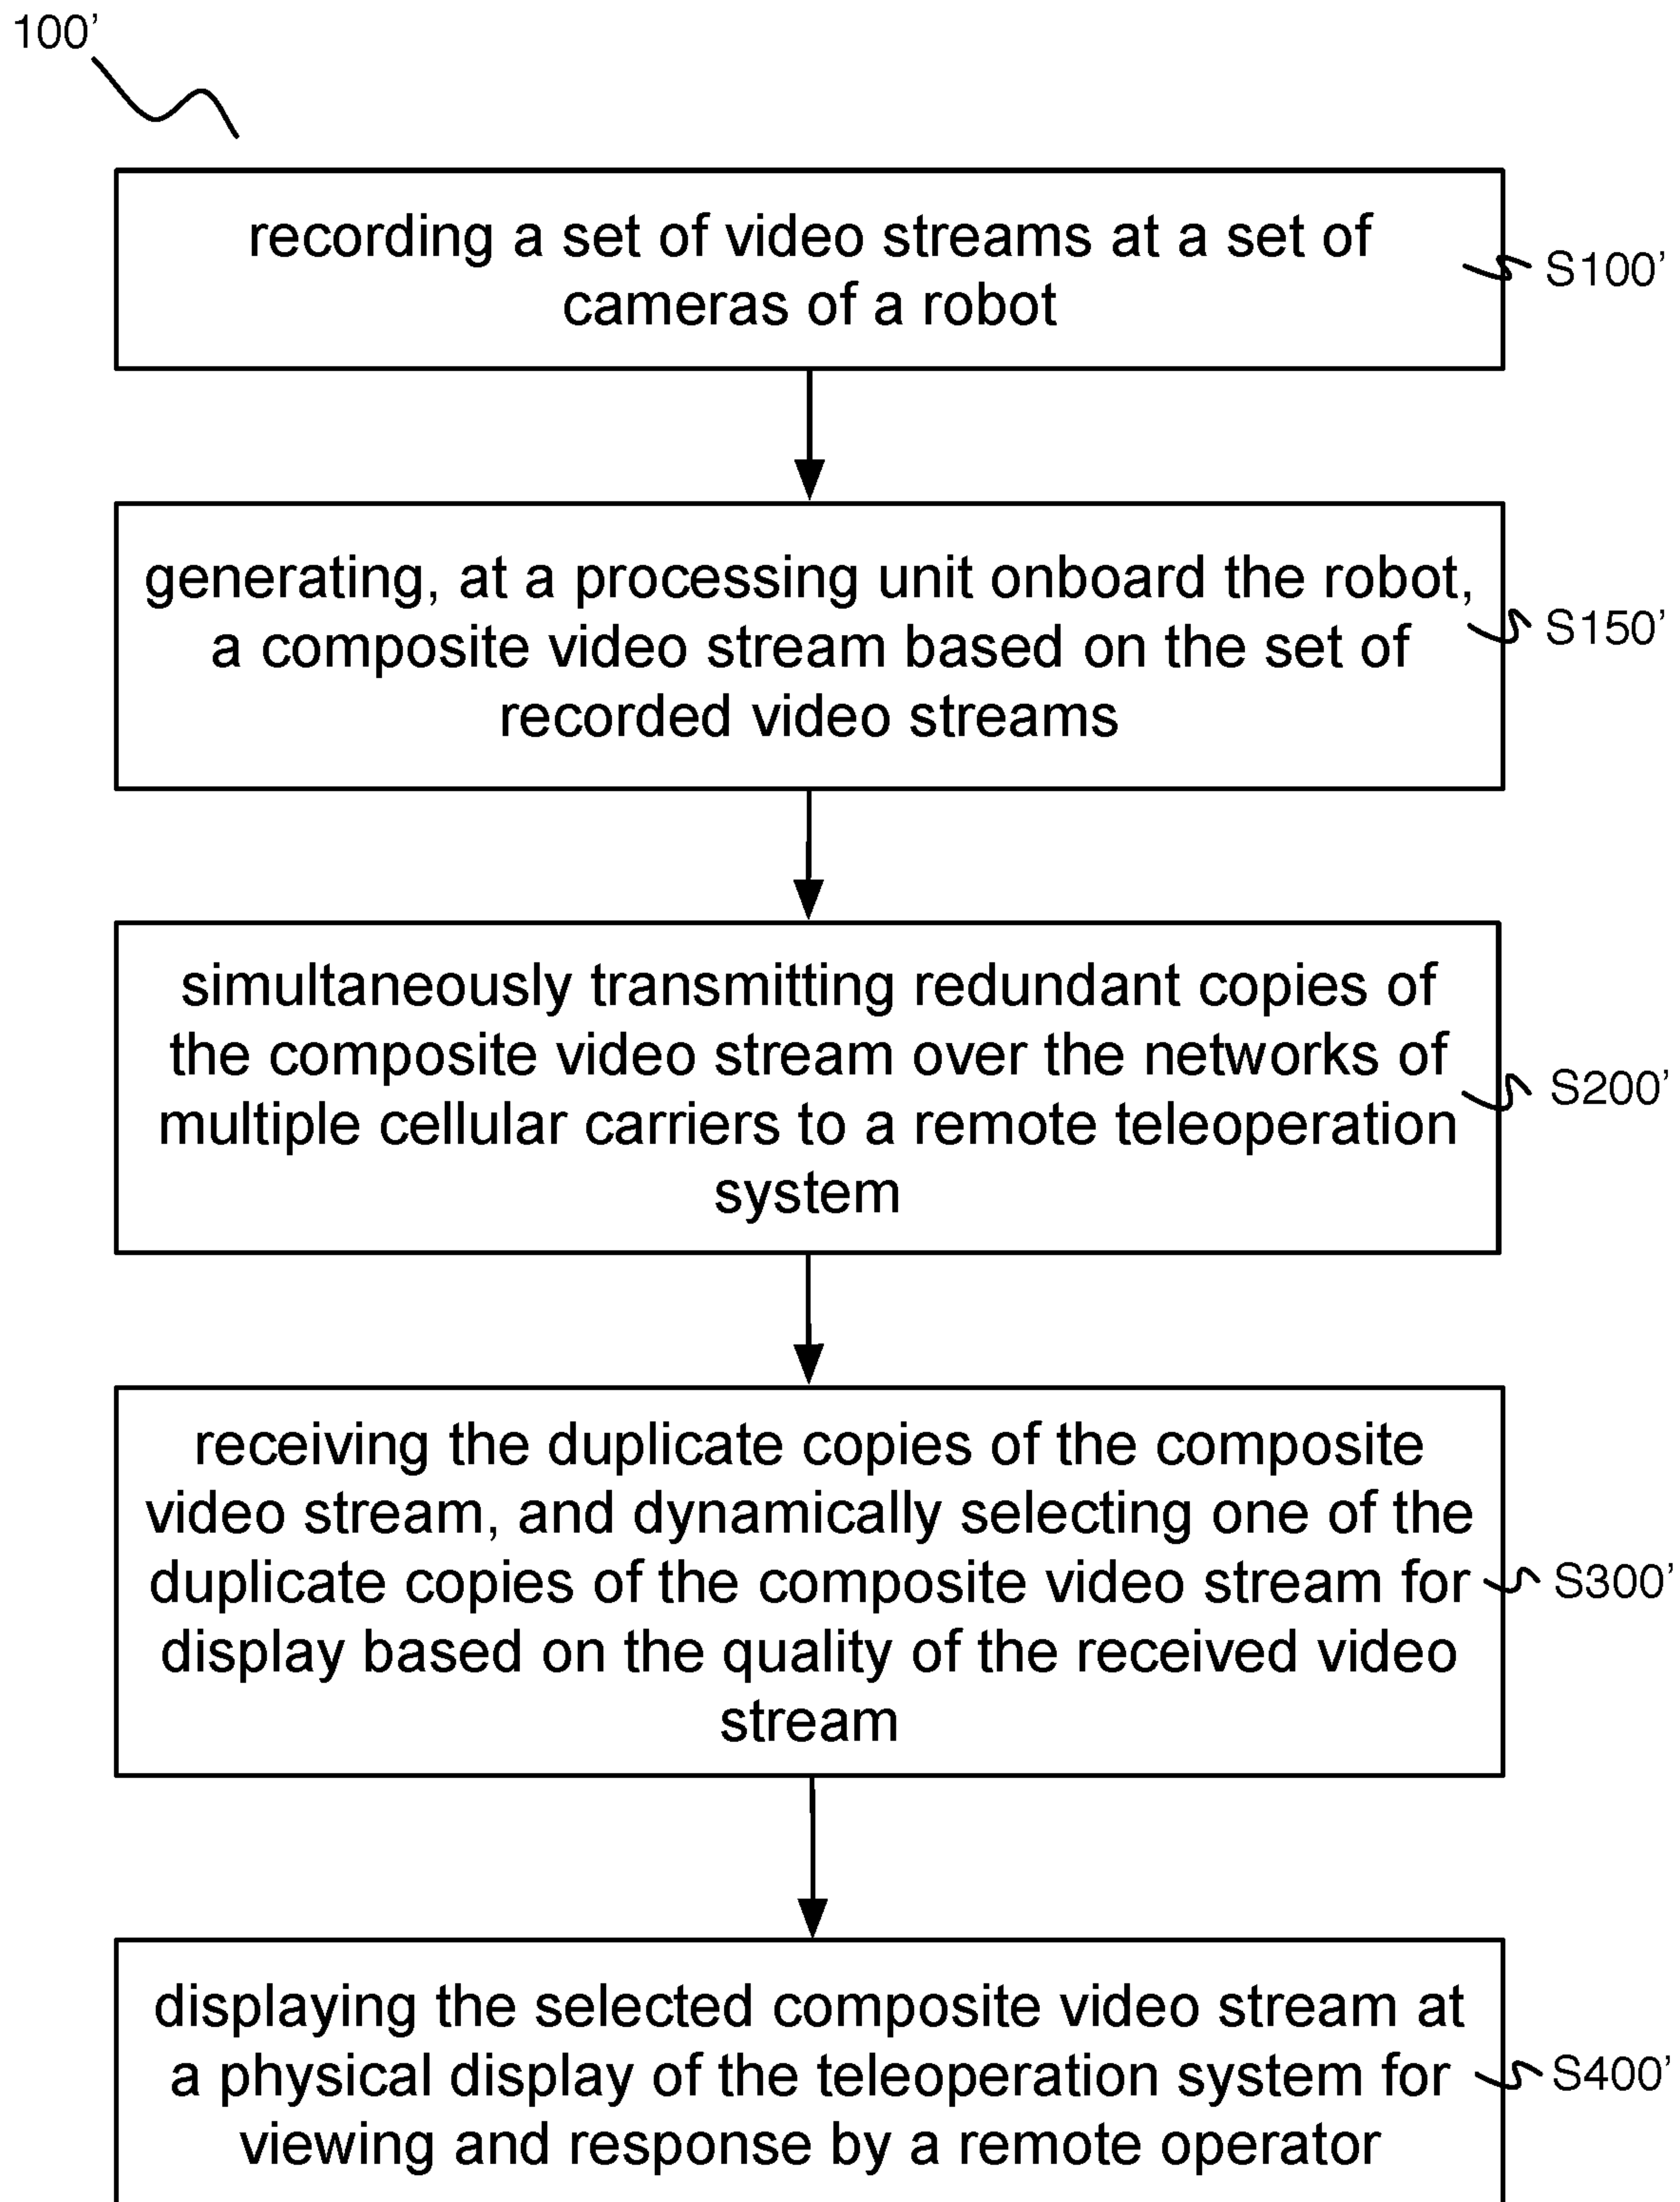 100’
recording a set of video streams at a set of
cameras of a robot
S100’
generating, at a processing unit onboard the robot,
a composite video stream based on the set of
recorded video streams
S150’
simultaneously transmitting redundant copies of
the composite video stream over the networks of
multiple cellular carriers to a remote teleoperation
system
S200’
receiving the duplicate copies of the composite
video stream, and dynamically selecting one of the
duplicate copies of the composite video stream for
display based on the quality of the received video
stream
S300’
displaying the selected composite video stream at
a physical display of the teleoperation system for
viewing and response by a remote operator
S400’